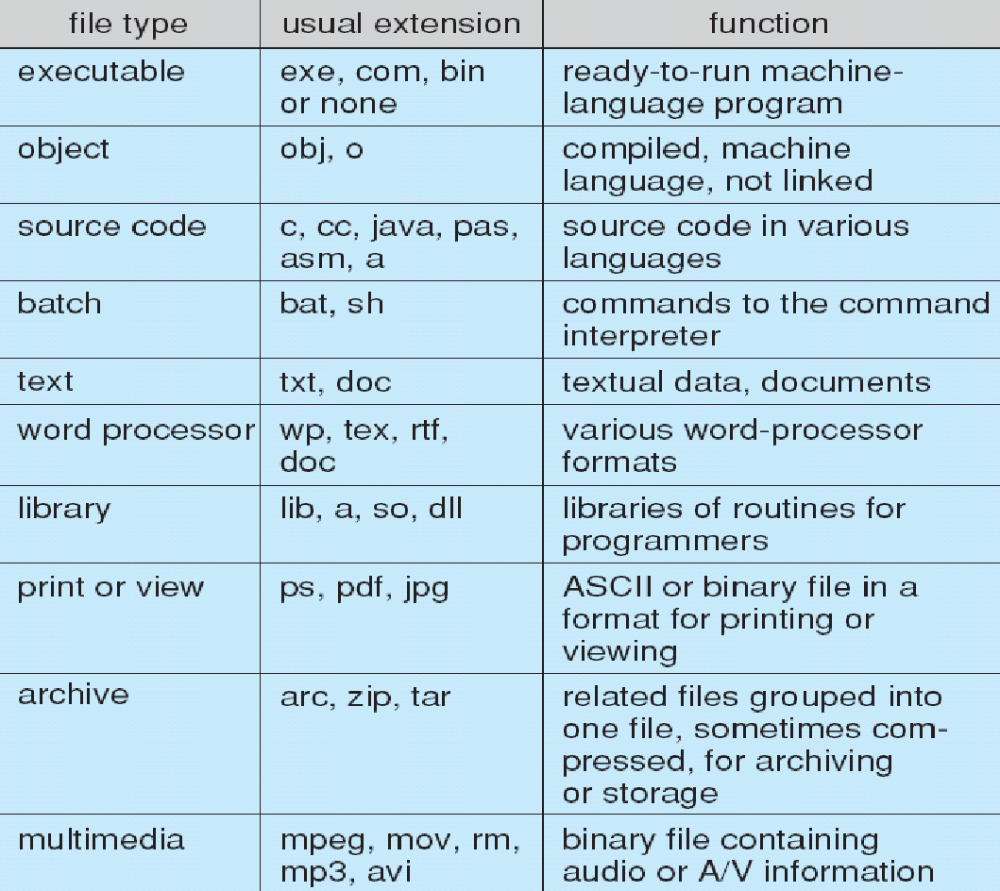 file type usual extension function
executable exe, com, bin ready-to-run machine-
or none language program
object obj, o compiled, machine
language, not linked
source code c, cc, java, pas, source code in various
asm, a languages
batch bat, sh commands to the command
interpreter
text txt, doc textual data, documents
word processor wp, tex, rtf, various word-processor
doc formats
library lib, a, so, dll libraries of routines for
programmers
print or view ps, pdf, jpg ASCII or binary file in a
format for printing or
viewing
archive arc, zip, tar related files grouped into
one file, sometimes com-
pressed, for archiving
or storage
multimedia mpeg, mov, rm, binary file containing
mp3, avi audio or A/V information